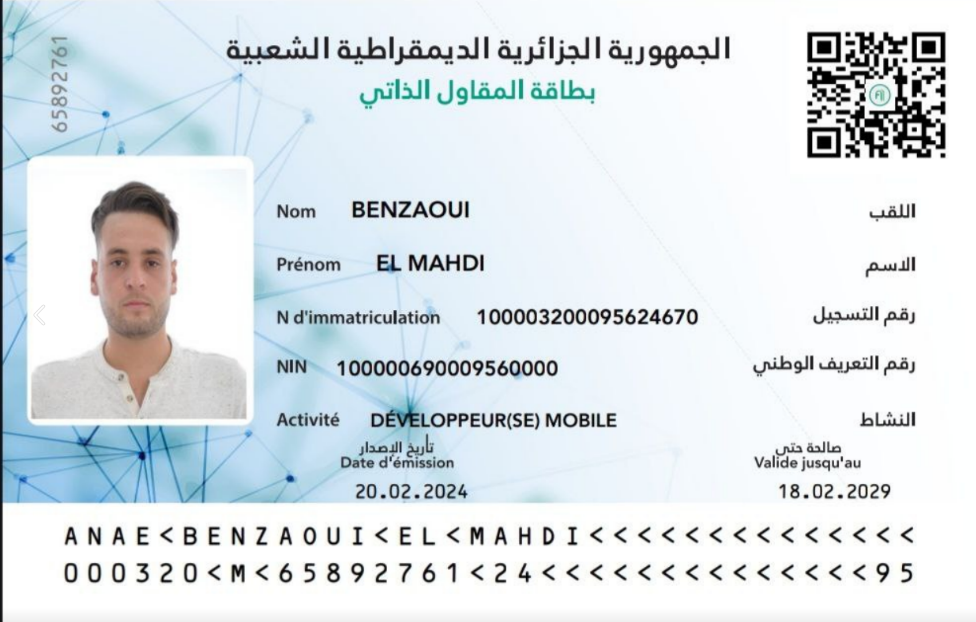 65892761
الجمهورية الجزائرية الديمقراطية الشعبية
بطاقة المقاول الذاتي
Nom BENZAOUI اللقب
Prénom EL MAHDI الاسم
N d'immatriculation 100003200095624670 رقم التسجيل
NIN 100000690009560000 رقم التعريف الوطني
Activité DÉVELOPPEUR(SE) MOBILE النشاط
تأريخ الإصدار صالحة حتى
Date d'émission Valide jusqu'au
20.02.2024 18.02.2029
ANAE<BENZAOUI<EL<MAHDI<<<<<<<<<<<<<<
000320<M<65892761<24<<<<<<<<<<<<<<95